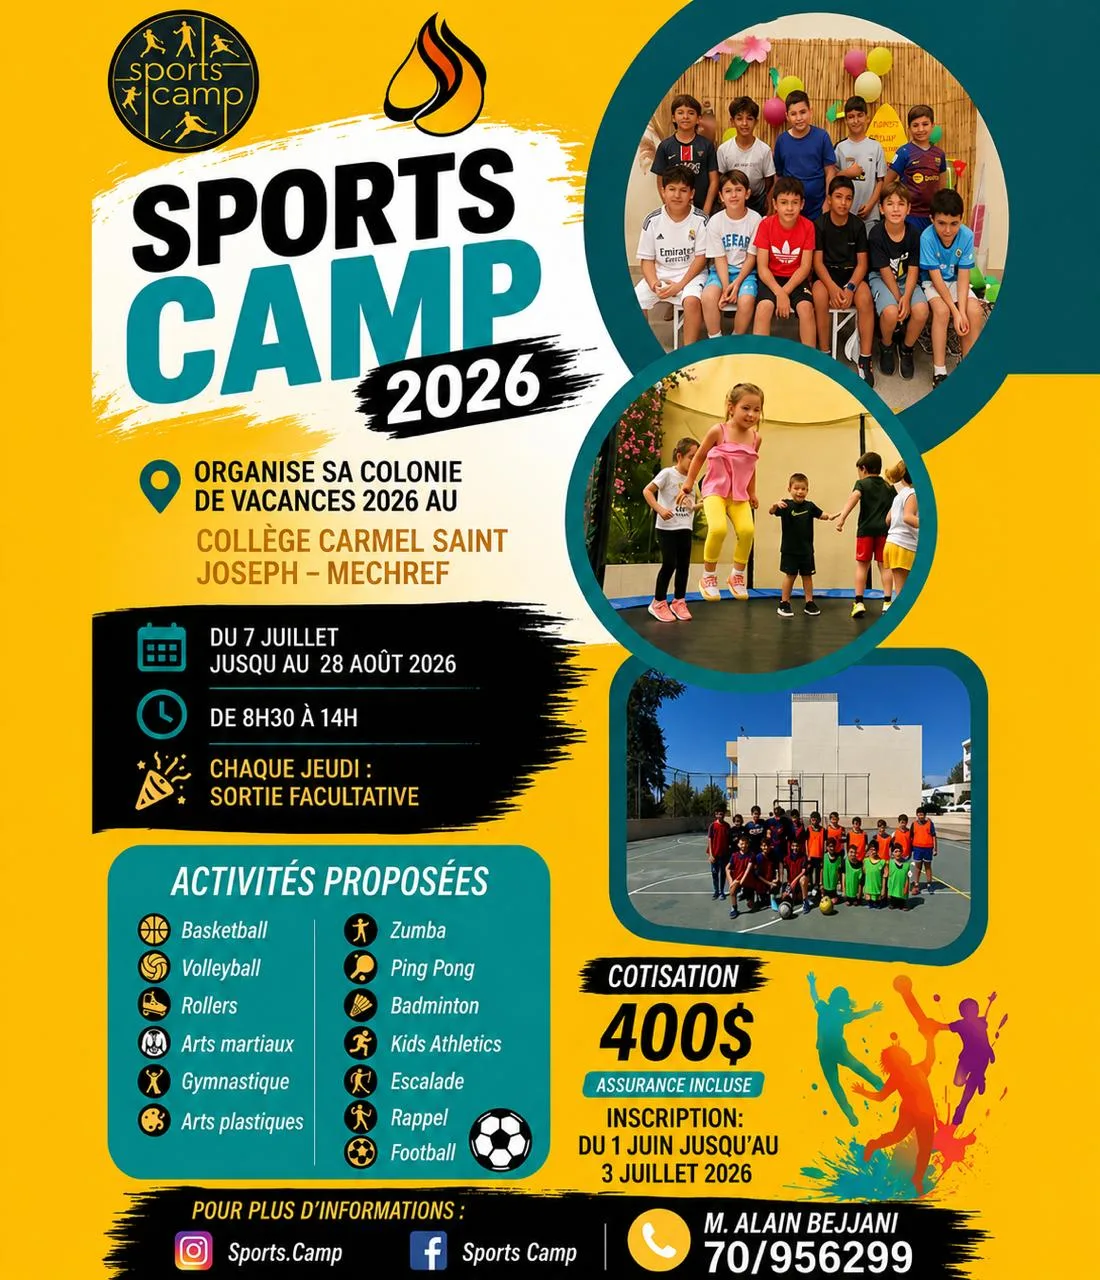 sports
camp
SPORTS
CAMP
2026
ORGANISE SA COLONIE
DE VACANCES 2026 AU
COLLÈGE CARMEL SAINT
JOSEPH – MECHREF
DU 7 JUILLET
JUSQU AU 28 AOÛT 2026
DE 8H30 À 14H
CHAQUE JEUDI :
SORTIE FACULTATIVE
ACTIVITÉS PROPOSÉES
Basketball
Volleyball
Rollers
Arts martiaux
Gymnastique
Arts plastiques
Zumba
Ping Pong
Badminton
Kids Athletics
Escalade
Rappel
Football
COTISATION
400$
ASSURANCE INCLUSE
INSCRIPTION:
DU 1 JUIN JUSQU'AU
3 JUILLET 2026
POUR PLUS D'INFORMATIONS :
Sports.Camp
Sports Camp
M. ALAIN BEJJANI
70/956299
Emirates